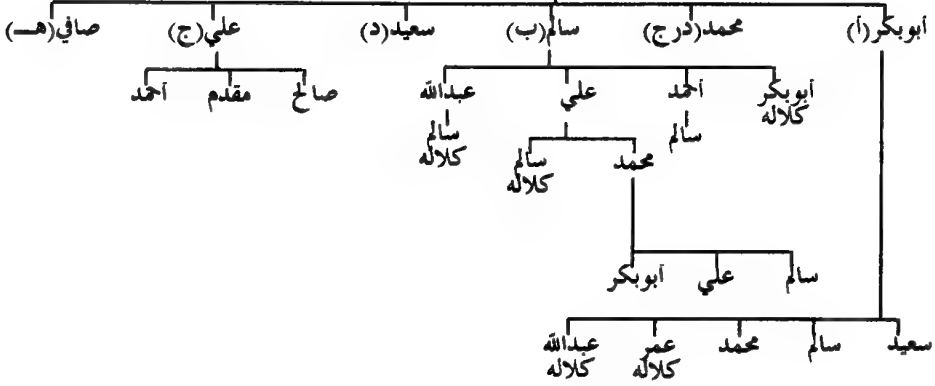 أبوبكر(أ) محمد(درج) سالم(ب) سعيد(د) علي(ج) صافي(هـ)
أبوبكر أحمد علي عبدالله صالح مقدم أحمد
كلاله
سالم سالم
كلاله
محمد سالم
كلاله
سالم علي أبوبكر
سعيد سالم محمد عمر عبدالله
كلاله كلاله